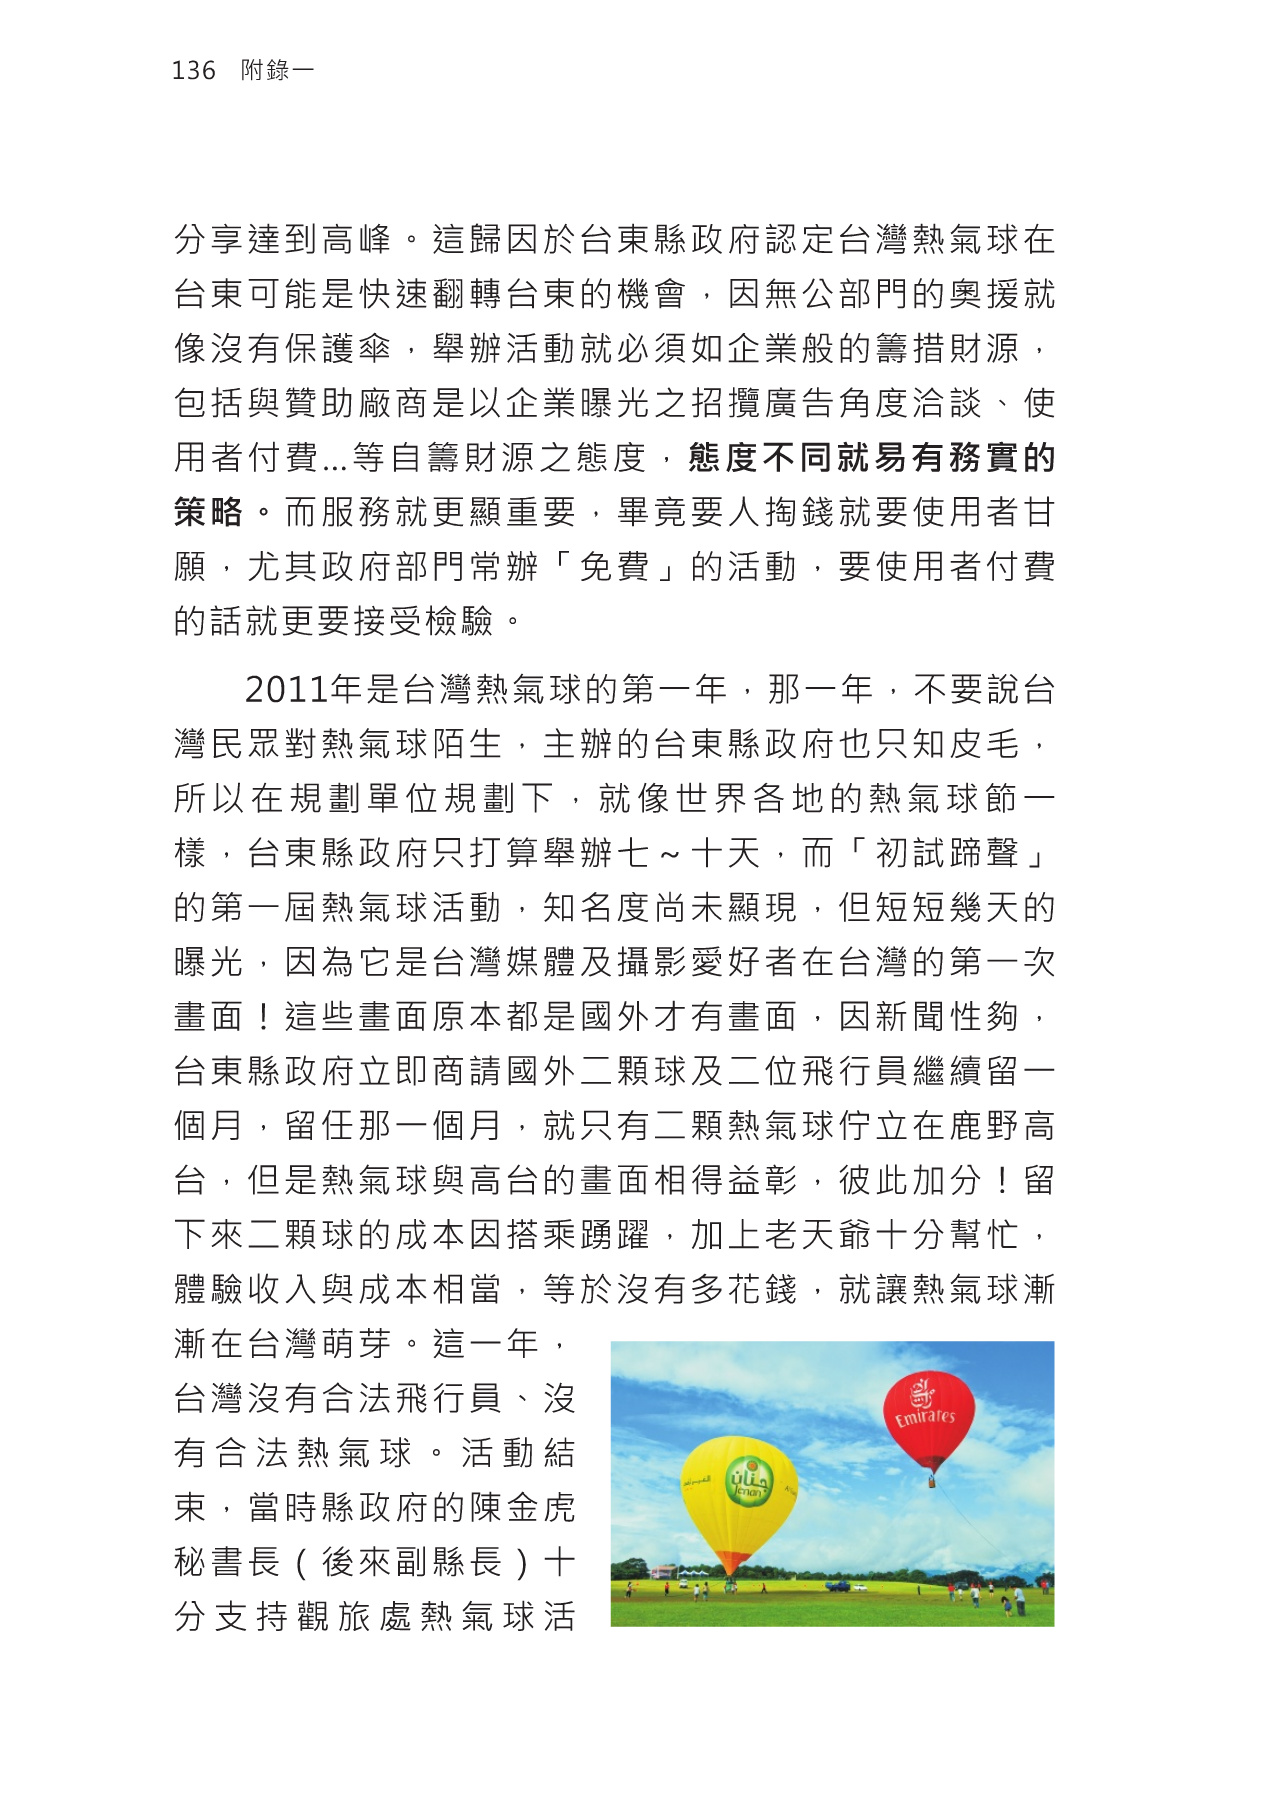 136 附錄一
分享達到高峰。這歸因於台東縣政府認定台灣熱氣球在
台東可能是快速翻轉台東的機會，因無公部門的奧援就
像沒有保護傘，舉辦活動就必須如企業般的籌措財源，
包括與贊助廠商是以企業曝光之招攬廣告角度洽談、使
用者付費...等自籌財源之態度，態度不同就易有務實的
策略。而服務就更顯重要，畢竟要人掏錢就要使用者甘
願，尤其政府部門常辦「免費」的活動，要使用者付費
的話就更要接受檢驗。
2011年是台灣熱氣球的第一年，那一年，不要說台
灣民眾對熱氣球陌生，主辦的台東縣政府也只知皮毛，
所以在規劃單位規劃下，就像世界各地的熱氣球節一
樣，台東縣政府只打算舉辦七~十天，而「初試蹄聲」
的第一屆熱氣球活動，知名度尚未顯現，但短短幾天的
曝光，因為它是台灣媒體及攝影愛好者在台灣的第一次
畫面！這些畫面原本都是國外才有畫面，因新聞性夠，
台東縣政府立即商請國外二顆球及二位飛行員繼續留一
個月，留任那一個月，就只有二顆熱氣球佇立在鹿野高
台，但是熱氣球與高台的畫面相得益彰，彼此加分！留
下來二顆球的成本因搭乘踴躍，加上老天爺十分幫忙，
體驗收入與成本相當，等於沒有多花錢，就讓熱氣球漸
漸在台灣萌芽。這一年，
台灣沒有合法飛行員、沒
有合法熱氣球。活動結
束，當時縣政府的陳金虎
秘書長（後來副縣長）十
分支持觀旅處熱氣球活
Emirates
جنان
Jenan